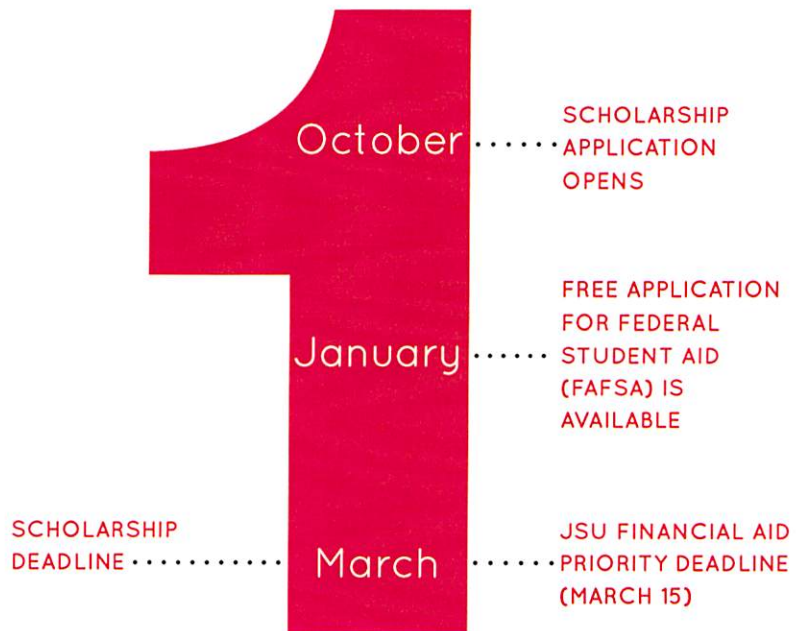 1
October
SCHOLARSHIP
APPLICATION
OPENS
January
FREE APPLICATION
FOR FEDERAL
STUDENT AID
(FAFSA) IS
AVAILABLE
SCHOLARSHIP
DEADLINE
March
JSU FINANCIAL AID
PRIORITY DEADLINE
(MARCH 15)